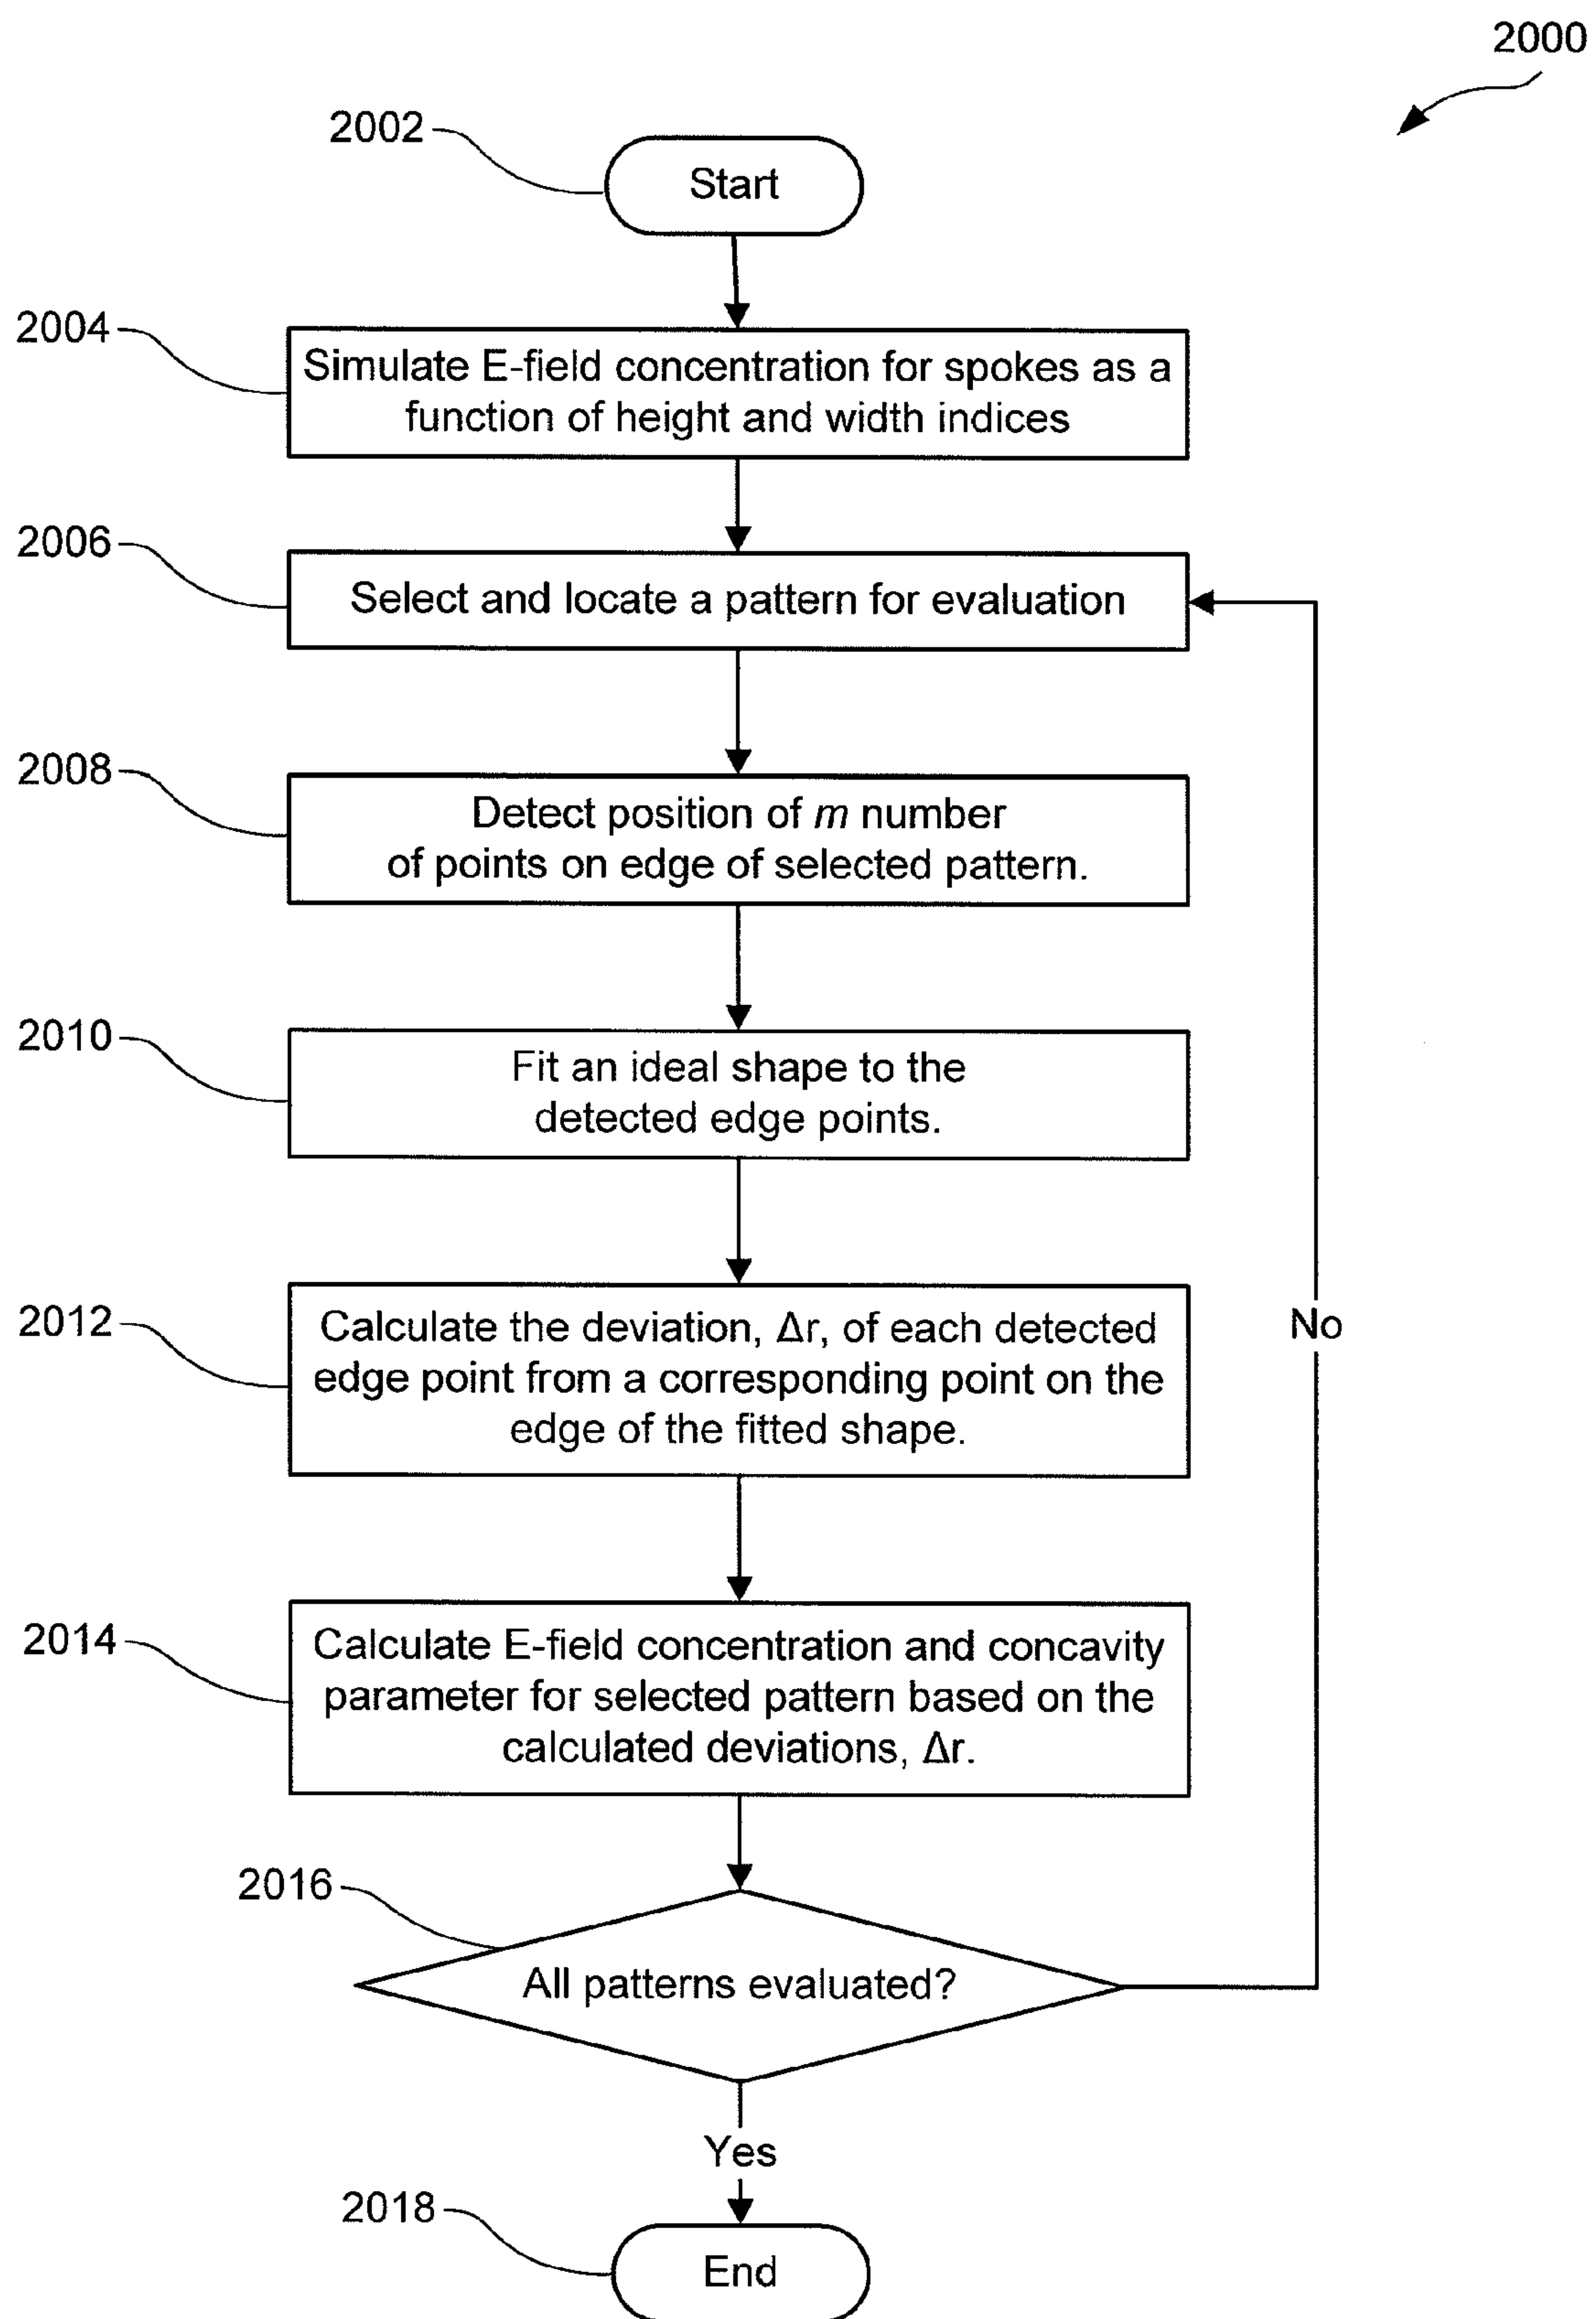 2000
2002
Start
2004
Simulate E-field concentration for spokes as a
function of height and width indices
2006
Select and locate a pattern for evaluation
2008
Detect position of m number
of points on edge of selected pattern.
2010
Fit an ideal shape to the
detected edge points.
2012
Calculate the deviation, Δr, of each detected
edge point from a corresponding point on the
edge of the fitted shape.
No
2014
Calculate E-field concentration and concavity
parameter for selected pattern based on the
calculated deviations, Δr.
2016
All patterns evaluated?
Yes
2018
End